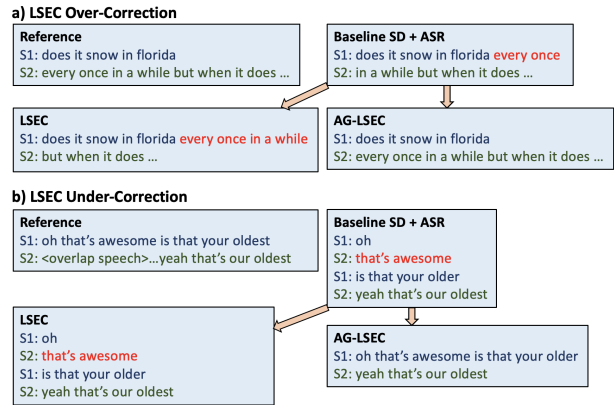 a) LSEC Over-Correction
Reference
S1: does it snow in florida
S2: every once in a while but when it does ...
Baseline SD + ASR
S1: does it snow in florida every once
S2: in a while but when it does ...
LSEC
S1: does it snow in florida every once in a while
S2: but when it does ...
AG-LSEC
S1: does it snow in florida
S2: every once in a while but when it does ...
b) LSEC Under-Correction
Reference
S1: oh that's awesome is that your oldest
S2: <overlap speech>...yeah that's our oldest
Baseline SD + ASR
S1: oh
S2: that's awesome
S1: is that your older
S2: yeah that's our oldest
LSEC
S1: oh
S2: that's awesome
S1: is that your older
S2: yeah that's our oldest
AG-LSEC
S1: oh that's awesome is that your older
S2: yeah that's our oldest